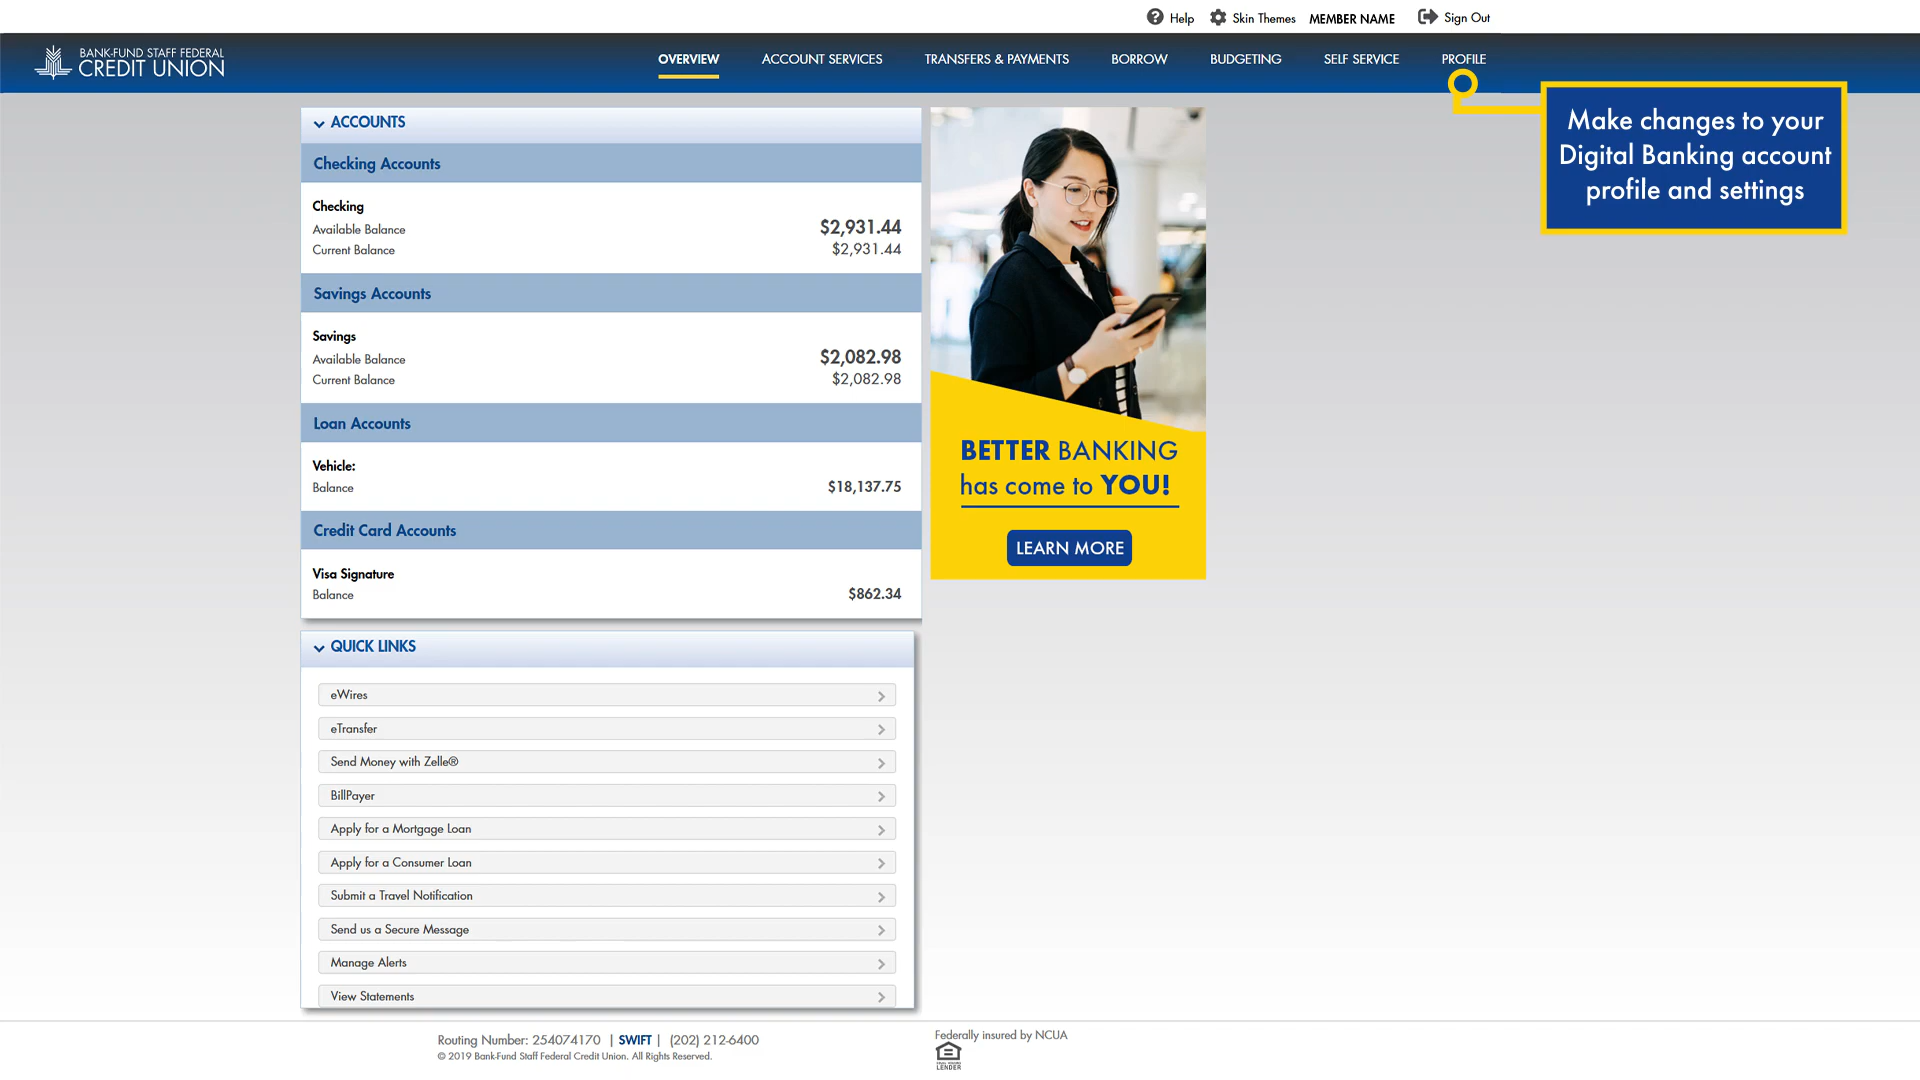 Help Skin Themes MEMBER NAME Sign Out
BANK-FUND STAFF FEDERAL
CREDIT UNION
OVERVIEW ACCOUNT SERVICES TRANSFERS & PAYMENTS BORROW BUDGETING SELF SERVICE PROFILE
Make changes to your
Digital Banking account
profile and settings
ACCOUNTS
Checking Accounts
Checking
Available Balance $2,931.44
Current Balance $2,931.44
Savings Accounts
Savings
Available Balance $2,082.98
Current Balance $2,082.98
Loan Accounts
Vehicle:
Balance $18,137.75
Credit Card Accounts
Visa Signature
Balance $862.34
BETTER BANKING
has come to YOU!
LEARN MORE
QUICK LINKS
eWires
eTransfer
Send Money with Zelle®
BillPayer
Apply for a Mortgage Loan
Apply for a Consumer Loan
Submit a Travel Notification
Send us a Secure Message
Manage Alerts
View Statements
Routing Number: 254074170 | SWIFT | (202) 212-6400
© 2019 Bank-Fund Staff Federal Credit Union. All Rights Reserved.
Federally insured by NCUA
LENDER